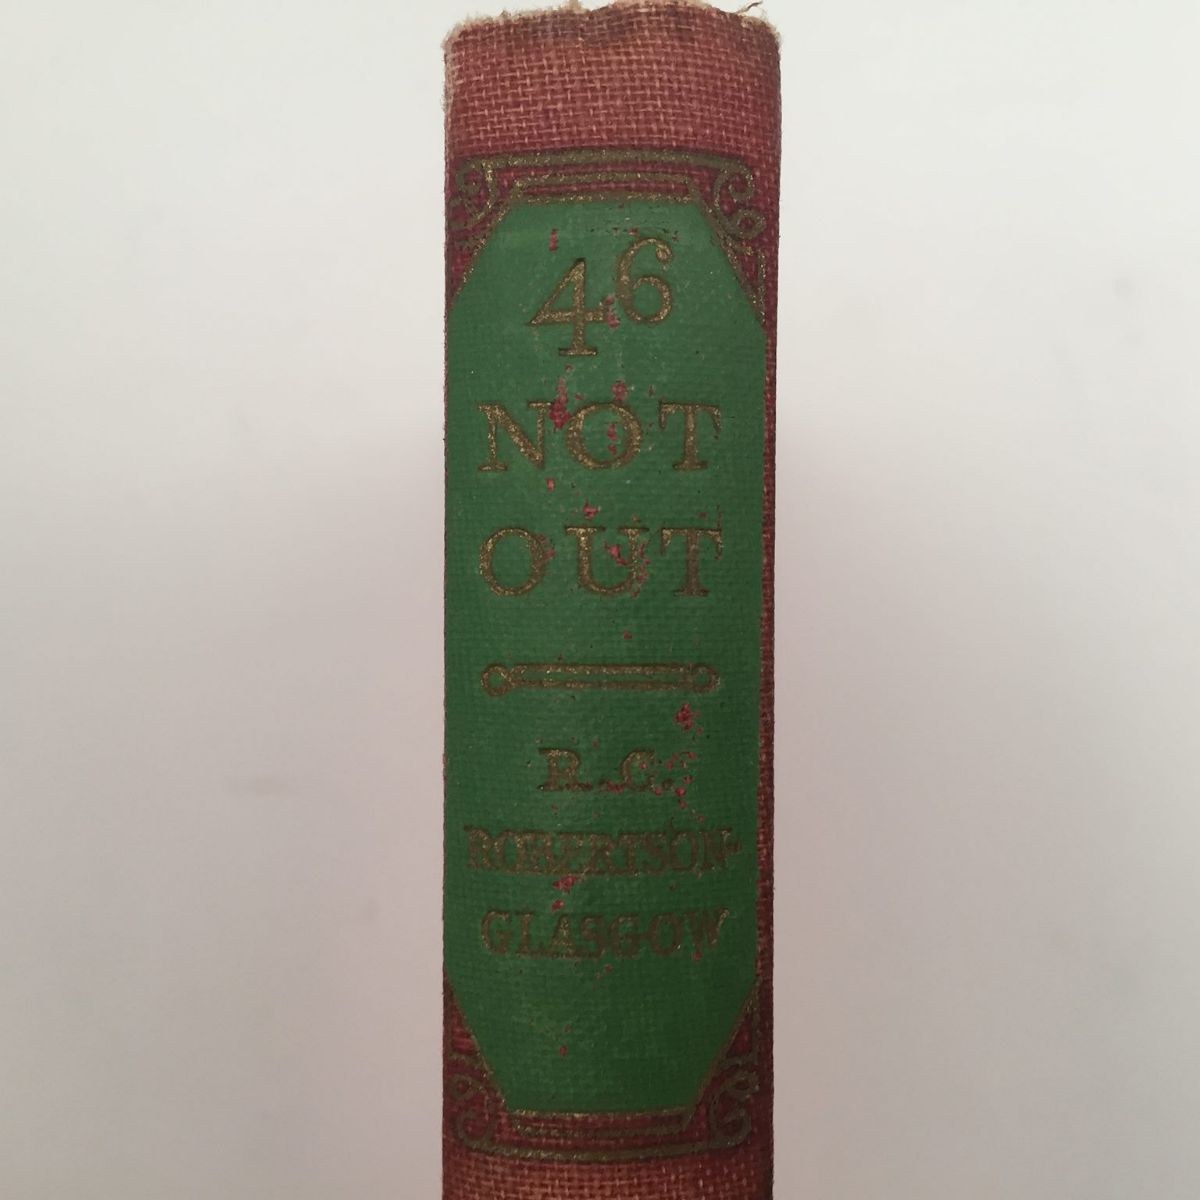 46
NOT
OUT
R.C.
ROBERTSON-
GLASGOW